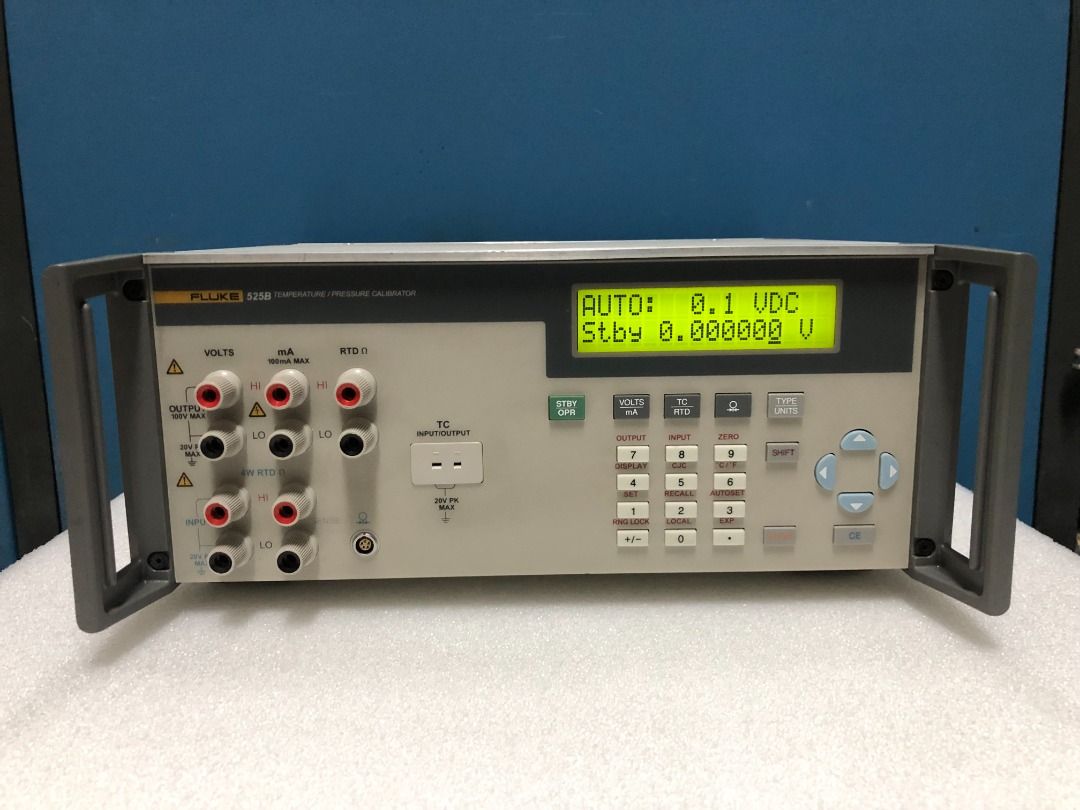 FLUKE 525B TEMPERATURE / PRESSURE CALIBRATOR
AUTO: 0.1 VDC
Stby 0.000000 V
VOLTS mA RTD Ω
100mA MAX
HI HI
OUTPUT
100V MAX
LO LO
20V
4W RTD Ω
HI
INPUT
LO
20V
MAX
TC
INPUT/OUTPUT
20V PK
MAX
STBY
OPR
VOLTS
mA
TC
RTD
TYPE
UNITS
OUTPUT INPUT ZERO
7 8 9
SHIFT
DISPLAY CJC °C / °F
4 5 6
SET RECALL AUTOSET
1 2 3
RNG LOCK LOCAL EXP
+/− 0 •
CE